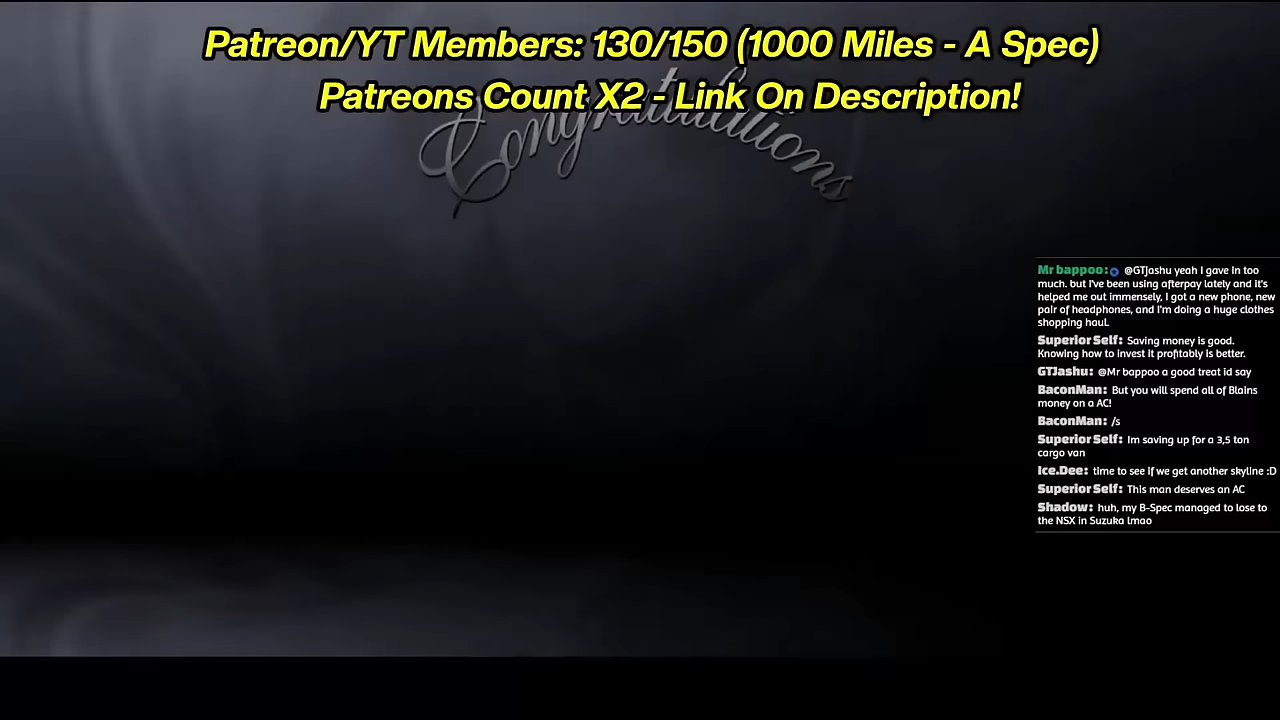 Patreon/YT Members: 130/150 (1000 Miles - A Spec)
Patreons Count X2 - Link On Description!
Congratulations
Mr bappoo: @GTJashu yeah I gave in too
much. but I've been using afterpay lately and it's
helped me out immensely, I got a new phone, new
pair of headphones, and I'm doing a huge clothes
shopping haul.
Superior Self: Saving money is good.
Knowing how to invest it profitably is better.
GTJashu: @Mr bappoo a good treat id say
BaconMan: But you will spend all of Blains
money on a AC!
BaconMan: /s
Superior Self: Im saving up for a 3,5 ton
cargo van
Ice.Dee: time to see if we get another skyline :D
Superior Self: This man deserves an AC
Shadow: huh, my B-Spec managed to lose to
the NSX in Suzuka lmao